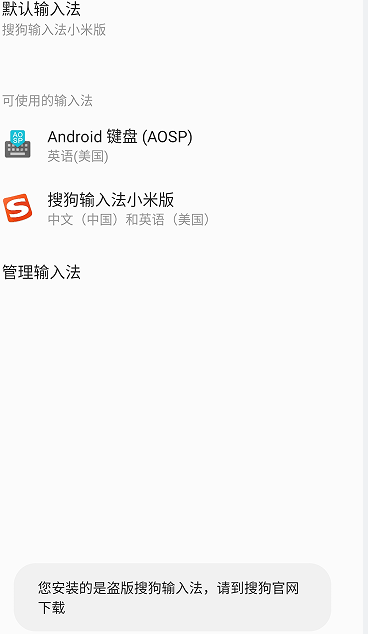 默认输入法
搜狗输入法小米版
可使用的输入法
AO
SP
Android 键盘 (AOSP)
英语(美国)
S
搜狗输入法小米版
中文（中国）和英语（美国）
管理输入法
您安装的是盗版搜狗输入法，请到搜狗官网
下载